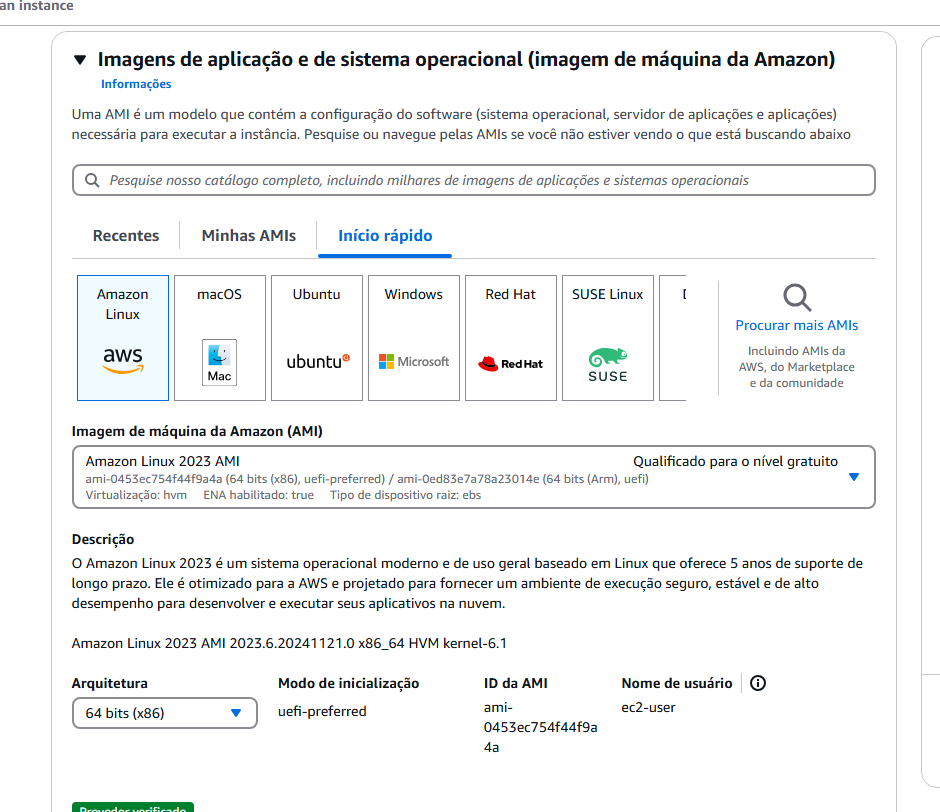 an instance
Imagens de aplicação e de sistema operacional (imagem de máquina da Amazon)
Informações
Uma AMI é um modelo que contém a configuração do software (sistema operacional, servidor de aplicações e aplicações)
necessária para executar a instância. Pesquise ou navegue pelas AMIs se você não estiver vendo o que está buscando abaixo
Pesquise nosso catálogo completo, incluindo milhares de imagens de aplicações e sistemas operacionais
Recentes Minhas AMIs Início rápido
Amazon Linux
aws
macOS
Mac
Ubuntu
ubuntu
Windows
Microsoft
Red Hat
Red Hat
SUSE Linux
SUSE
Procurar mais AMIs
Incluindo AMIs da
AWS, do Marketplace
e da comunidade
Imagem de máquina da Amazon (AMI)
Amazon Linux 2023 AMI Qualificado para o nível gratuito
ami-0453ec754f44f9a4a (64 bits (x86), uefi-preferred) / ami-0ed83e7a78a23014e (64 bits (Arm), uefi)
Virtualização: hvm ENA habilitado: true Tipo de dispositivo raiz: ebs
Descrição
O Amazon Linux 2023 é um sistema operacional moderno e de uso geral baseado em Linux que oferece 5 anos de suporte de
longo prazo. Ele é otimizado para a AWS e projetado para fornecer um ambiente de execução seguro, estável e de alto
desempenho para desenvolver e executar seus aplicativos na nuvem.
Amazon Linux 2023 AMI 2023.6.20241121.0 x86_64 HVM kernel-6.1
Arquitetura
64 bits (x86)
Modo de inicialização
uefi-preferred
ID da AMI
ami-
0453ec754f44f9a
4a
Nome de usuário
ec2-user
Provedor verificado